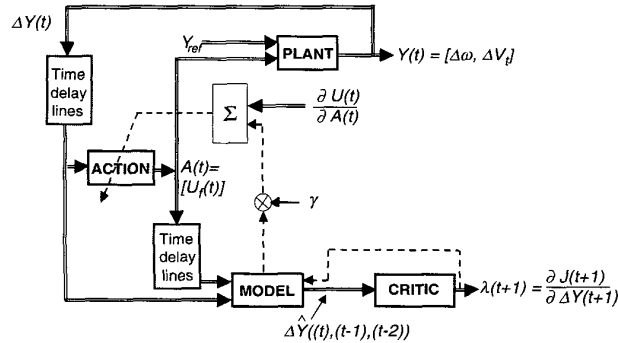 ΔY(t)
Y_ref
PLANT
Y(t) = [Δω, ΔV_t]
Time
delay
lines
Σ
∂ U(t)
∂ A(t)
ACTION
A(t)=
[U_f(t)]
γ
Time
delay
lines
MODEL
CRITIC
λ(t+1) = ∂ J(t+1)
∂ ΔY(t+1)
ΔŶ((t),(t-1),(t-2))